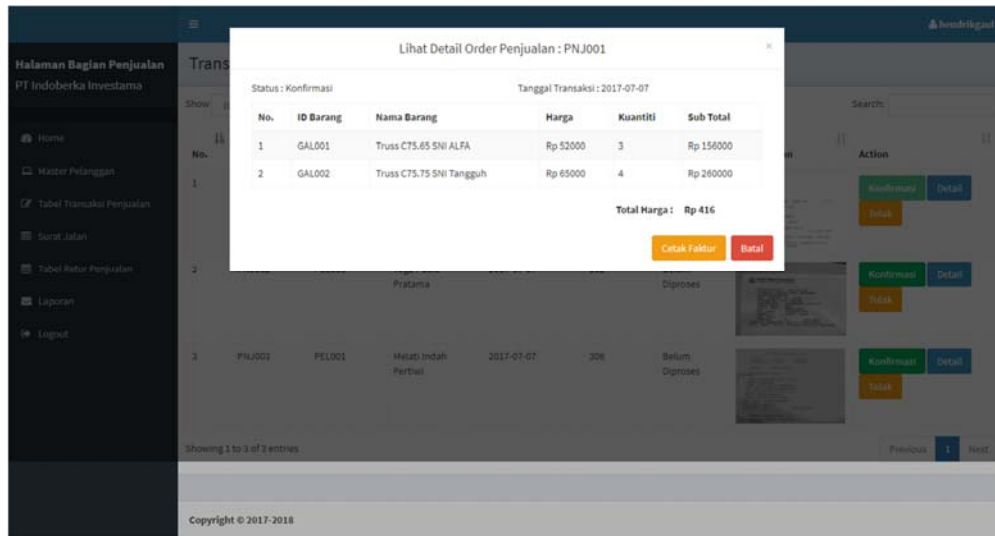 hendrikgaut
Halaman Bagian Penjualan
PT Indoberka Investama
Home
Master Pelanggan
Tabel Transaksi Penjualan
Surat Jalan
Tabel Retur Penjualan
Laporan
Logout
Trans
Show
Search:
No.
Action
Lihat Detail Order Penjualan : PNJ001
×
Status : Konfirmasi Tanggal Transaksi : 2017-07-07
No. ID Barang Nama Barang Harga Kuantiti Sub Total
1 GAL001 Truss C75.65 SNI ALFA Rp 52000 3 Rp 156000
2 GAL002 Truss C75.75 SNI Tangguh Rp 65000 4 Rp 260000
Total Harga : Rp 416
Cetak Faktur Batal
1 Konfirmasi Detail
Tolak
2 Konfirmasi Detail
Pratama Diproses
Tolak
3 PNJ003 PEL001 Melati Indah 2017-07-07 306 Belum Konfirmasi Detail
Pertiwi Diproses
Tolak
Showing 1 to 3 of 3 entries
Previous 1 Next
Copyright © 2017-2018